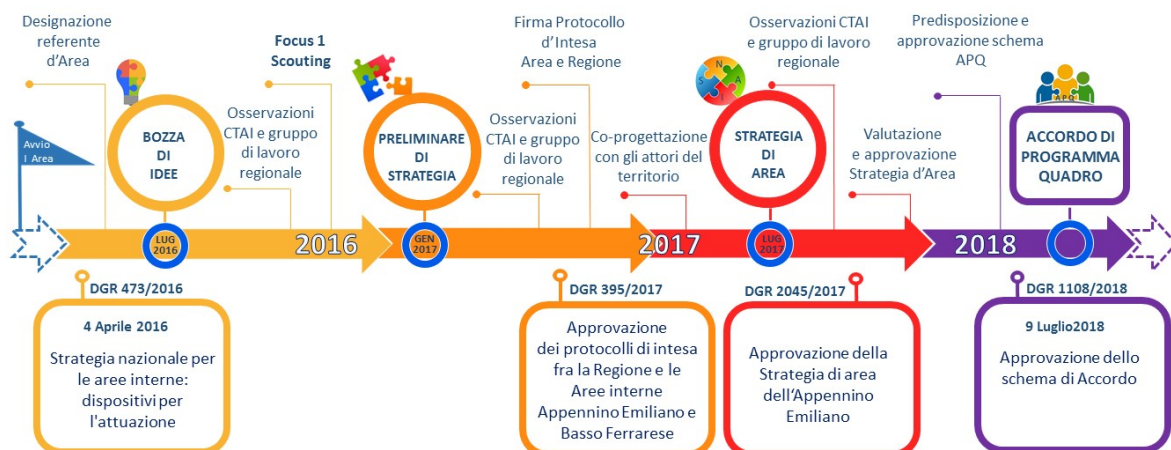 Designazione
referente
d'Area
Avvio
I Area
BOZZA
DI
IDEE
Osservazioni
CTAI e gruppo
di lavoro
regionale
Focus 1
Scouting
PRELIMINARE
DI
STRATEGIA
Osservazioni
CTAI e gruppo
di lavoro
regionale
Firma Protocollo
d'Intesa
Area e Regione
Co-progettazione
con gli attori del
territorio
S N A I
STRATEGIA
DI
AREA
Osservazioni CTAI
e gruppo di lavoro
regionale
Valutazione
e approvazione
Strategia d'Area
Predisposizione e
approvazione schema
APQ
APQ
ACCORDO DI
PROGRAMMA
QUADRO
LUG
2016
2016
GEN
2017
2017
LUG
2017
2018
DGR 473/2016
4 Aprile 2016
Strategia nazionale per
le aree interne:
dispositivi per
l'attuazione
DGR 395/2017
Approvazione
dei protocolli di intesa
fra la Regione e le
Aree interne
Appennino Emiliano e
Basso Ferrarese
DGR 2045/2017
Approvazione della
Strategia di area
dell'Appennino
Emiliano
DGR 1108/2018
9 Luglio2018
Approvazione dello
schema di Accordo